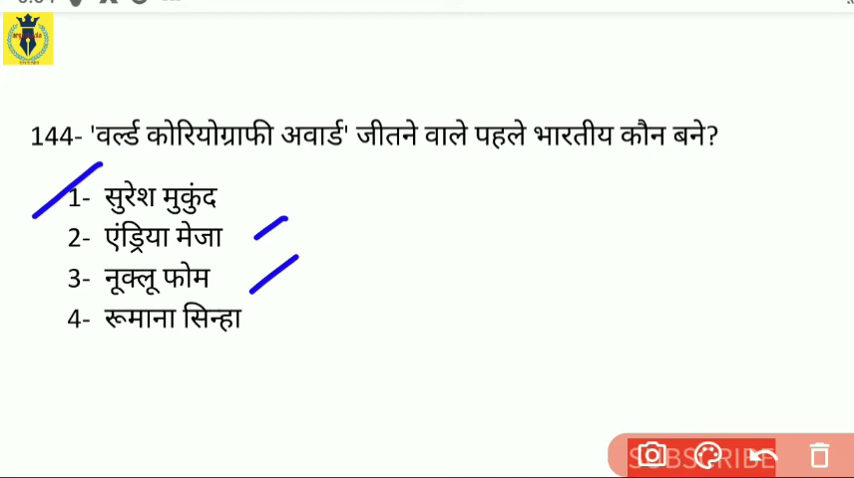 144- 'वर्ल्ड कोरियोग्राफी अवार्ड' जीतने वाले पहले भारतीय कौन बने?
1- सुरेश मुकुंद
2- एंड्रिया मेजा
3- नूक्लू फोम
4- रूमाना सिन्हा
SUBSCRIBE